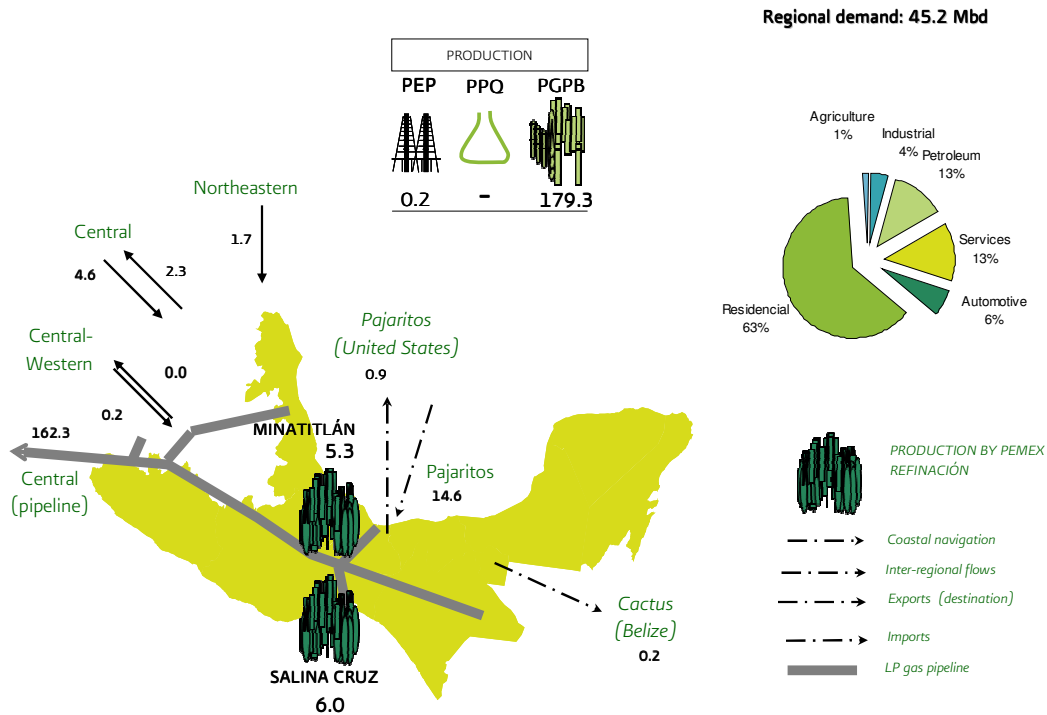 Regional demand: 45.2 Mbd
PRODUCTION
PEP PPQ PGPB
0.2 - 179.3
Agriculture
1%
Industrial
4%
Petroleum
13%
Services
13%
Automotive
6%
Residencial
63%
Northeastern
1.7
Central
4.6
2.3
Central-
Western
0.0
0.2
162.3
Central
(pipeline)
Pajaritos
(United States)
0.9
MINATITLÁN
5.3
Pajaritos
14.6
Cactus
(Belize)
0.2
SALINA CRUZ
6.0
PRODUCTION BY PEMEX
REFINACIÓN
Coastal navigation
Inter-regional flows
Exports (destination)
Imports
LP gas pipeline